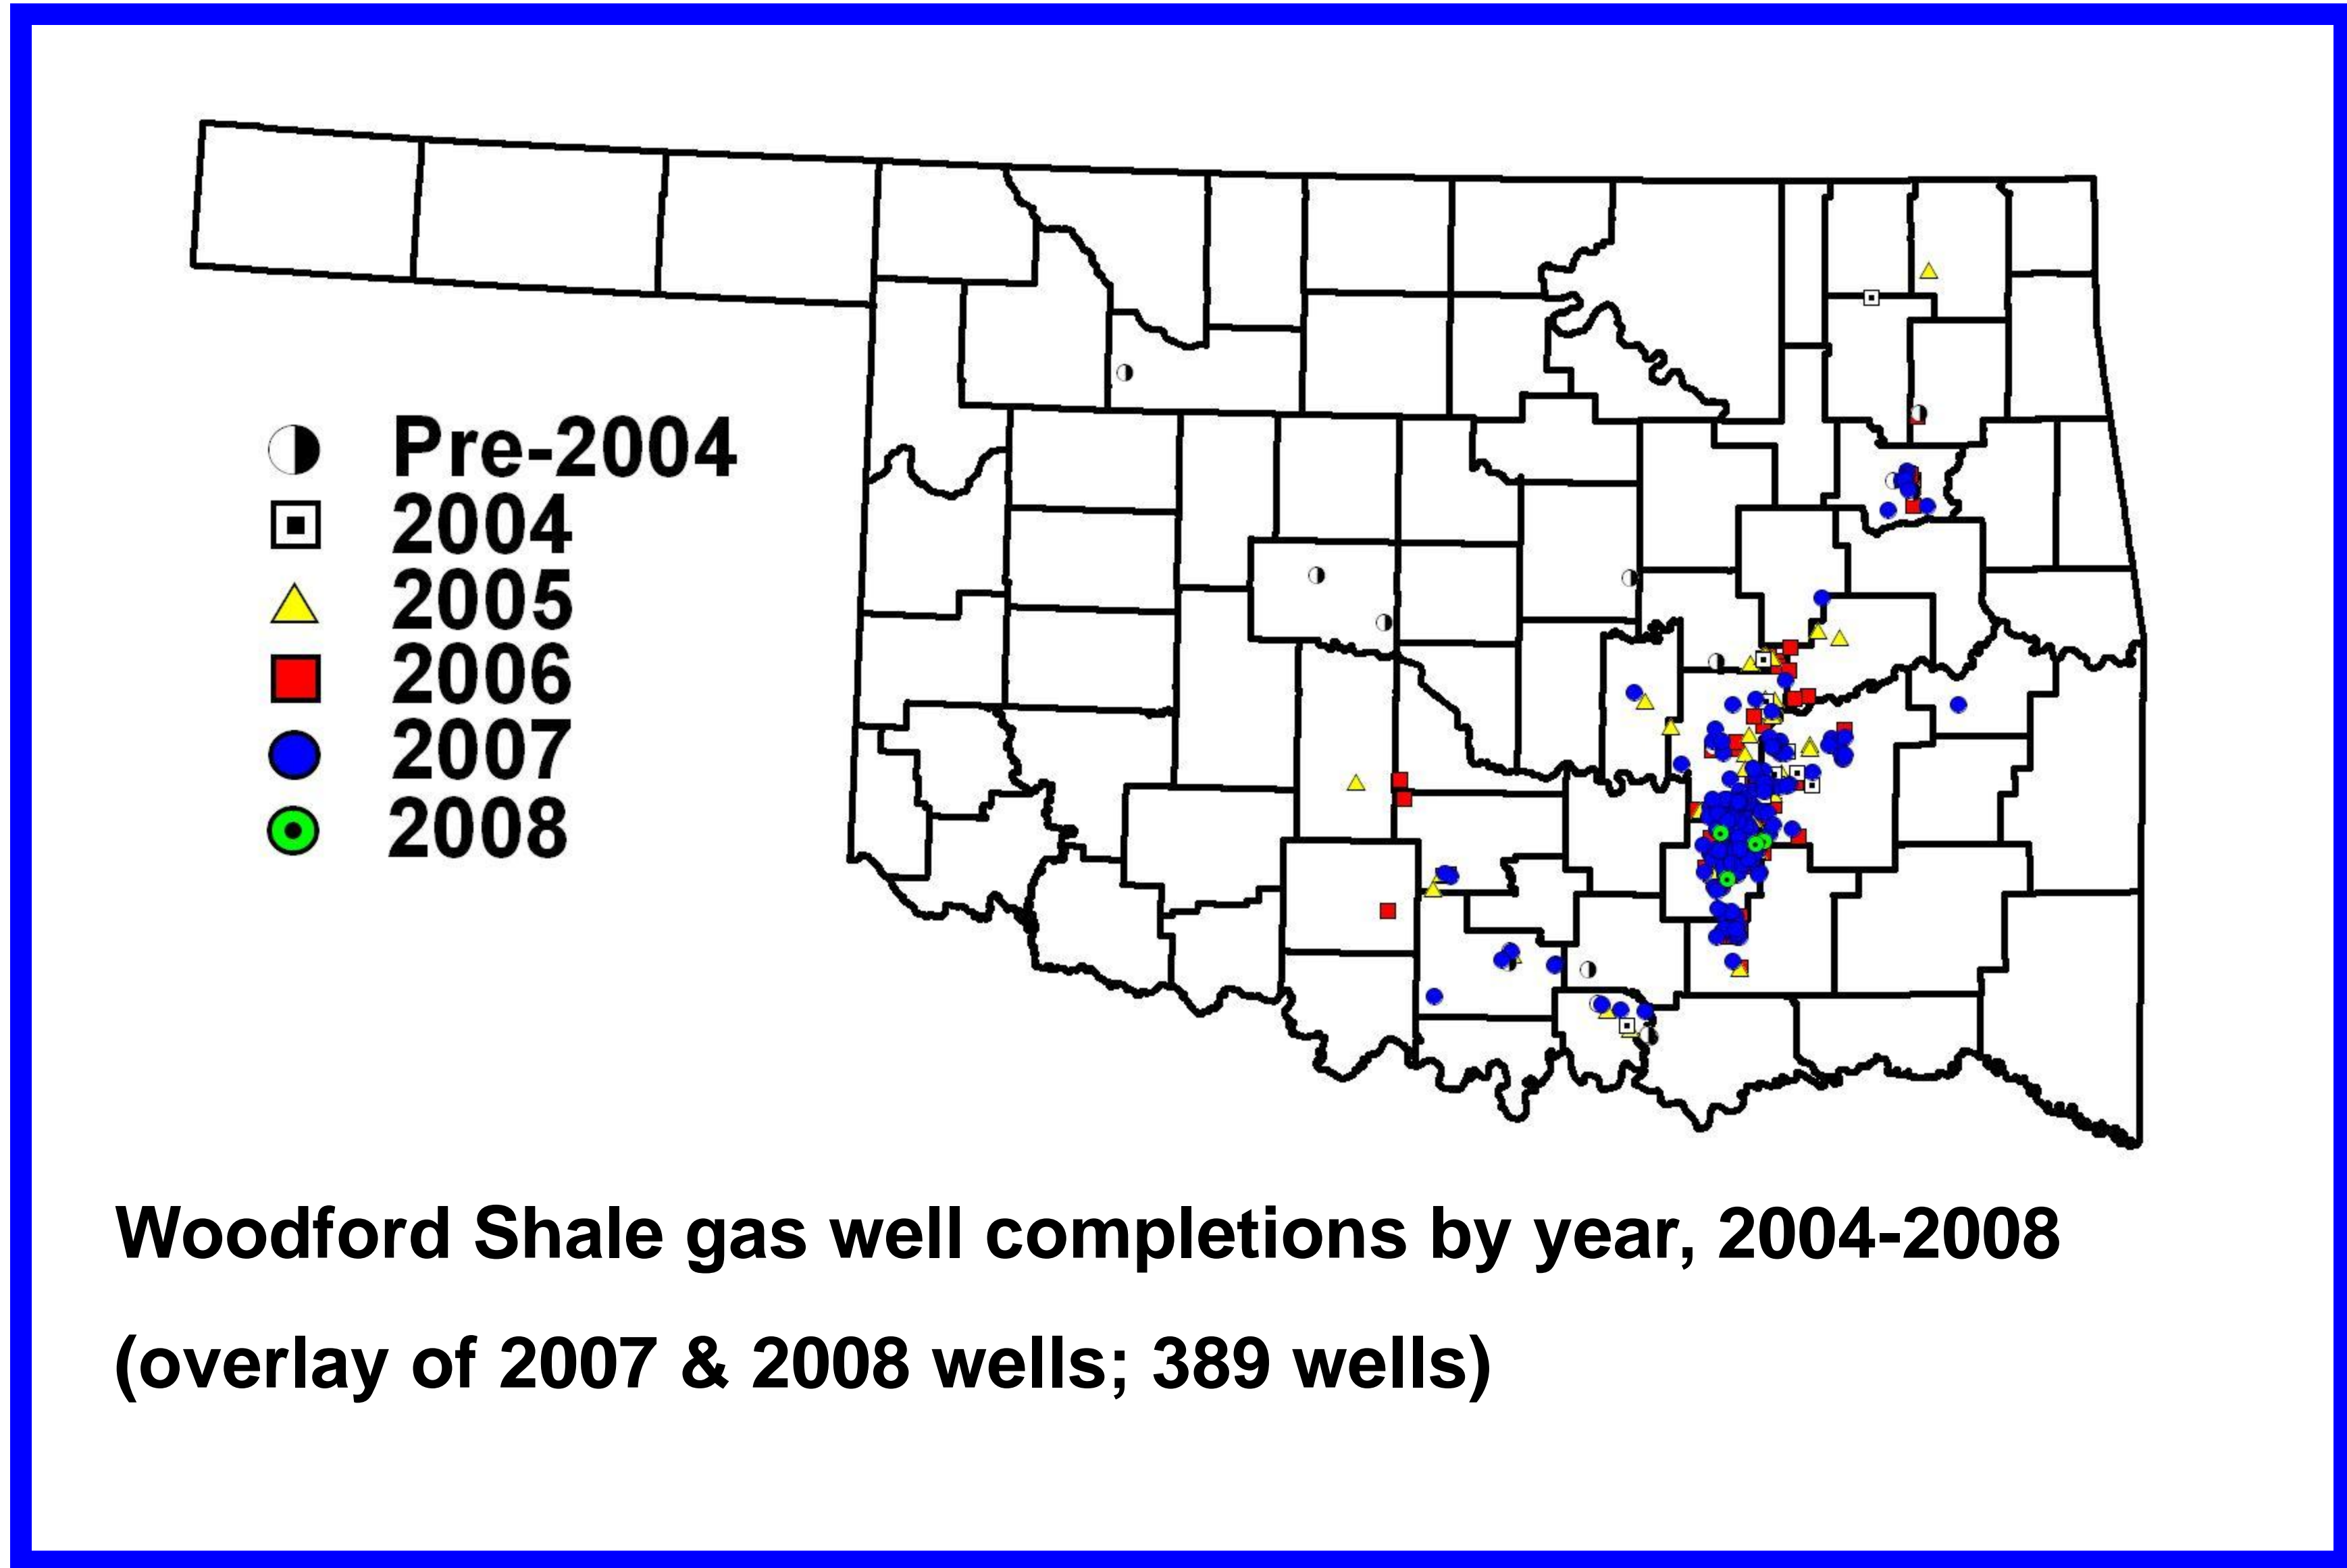 Pre-2004
2004
2005
2006
2007
2008
Woodford Shale gas well completions by year, 2004-2008
(overlay of 2007 & 2008 wells; 389 wells)